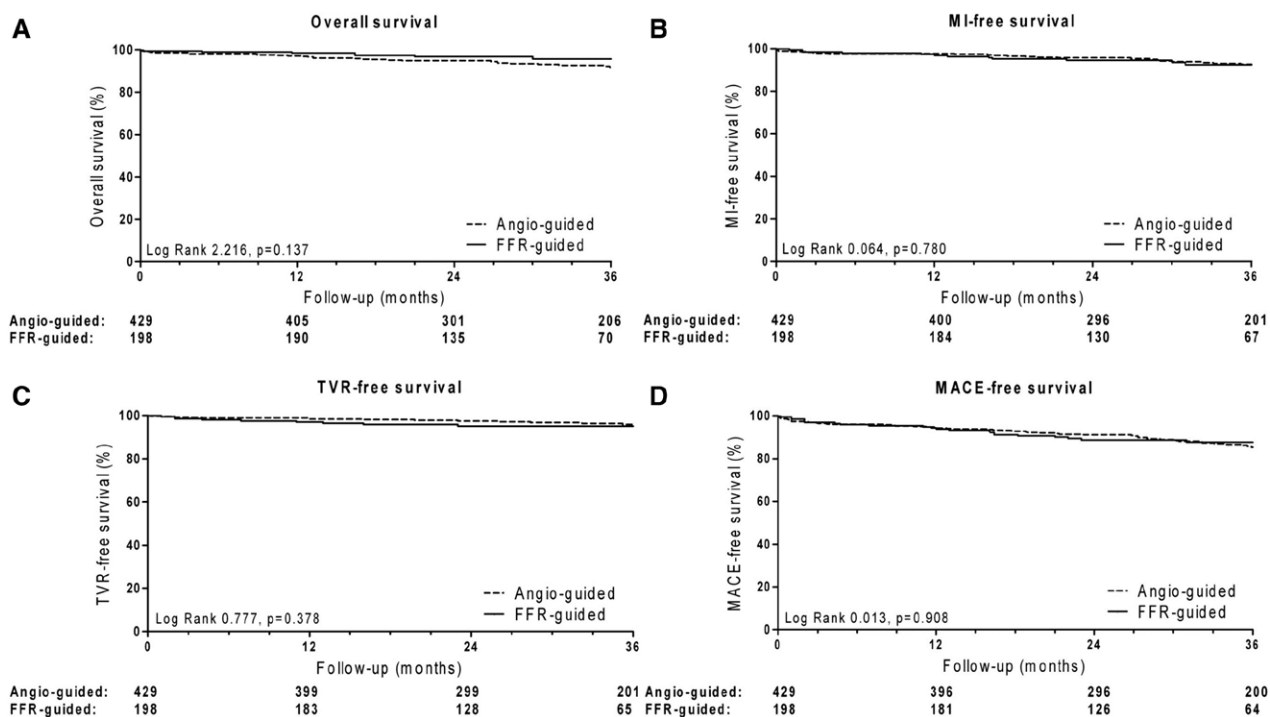 A
Overall survival
Overall survival (%)
100
80
60
40
20
0
Angio-guided
FFR-guided
Log Rank 2.216, p=0.137
0 12 24 36
Follow-up (months)
Angio-guided: 429 405 301 206
FFR-guided: 198 190 135 70
B
MI-free survival
MI-free survival (%)
100
80
60
40
20
0
Angio-guided
FFR-guided
Log Rank 0.064, p=0.780
0 12 24 36
Follow-up (months)
Angio-guided: 429 400 296 201
FFR-guided: 198 184 130 67
C
TVR-free survival
TVR-free survival (%)
100
80
60
40
20
0
Angio-guided
FFR-guided
Log Rank 0.777, p=0.378
0 12 24 36
Follow-up (months)
Angio-guided: 429 399 299 201
FFR-guided: 198 183 128 65
D
MACE-free survival
MACE-free survival (%)
100
80
60
40
20
0
Angio-guided
FFR-guided
Log Rank 0.013, p=0.908
0 12 24 36
Follow-up (months)
Angio-guided: 429 396 296 200
FFR-guided: 198 181 126 64